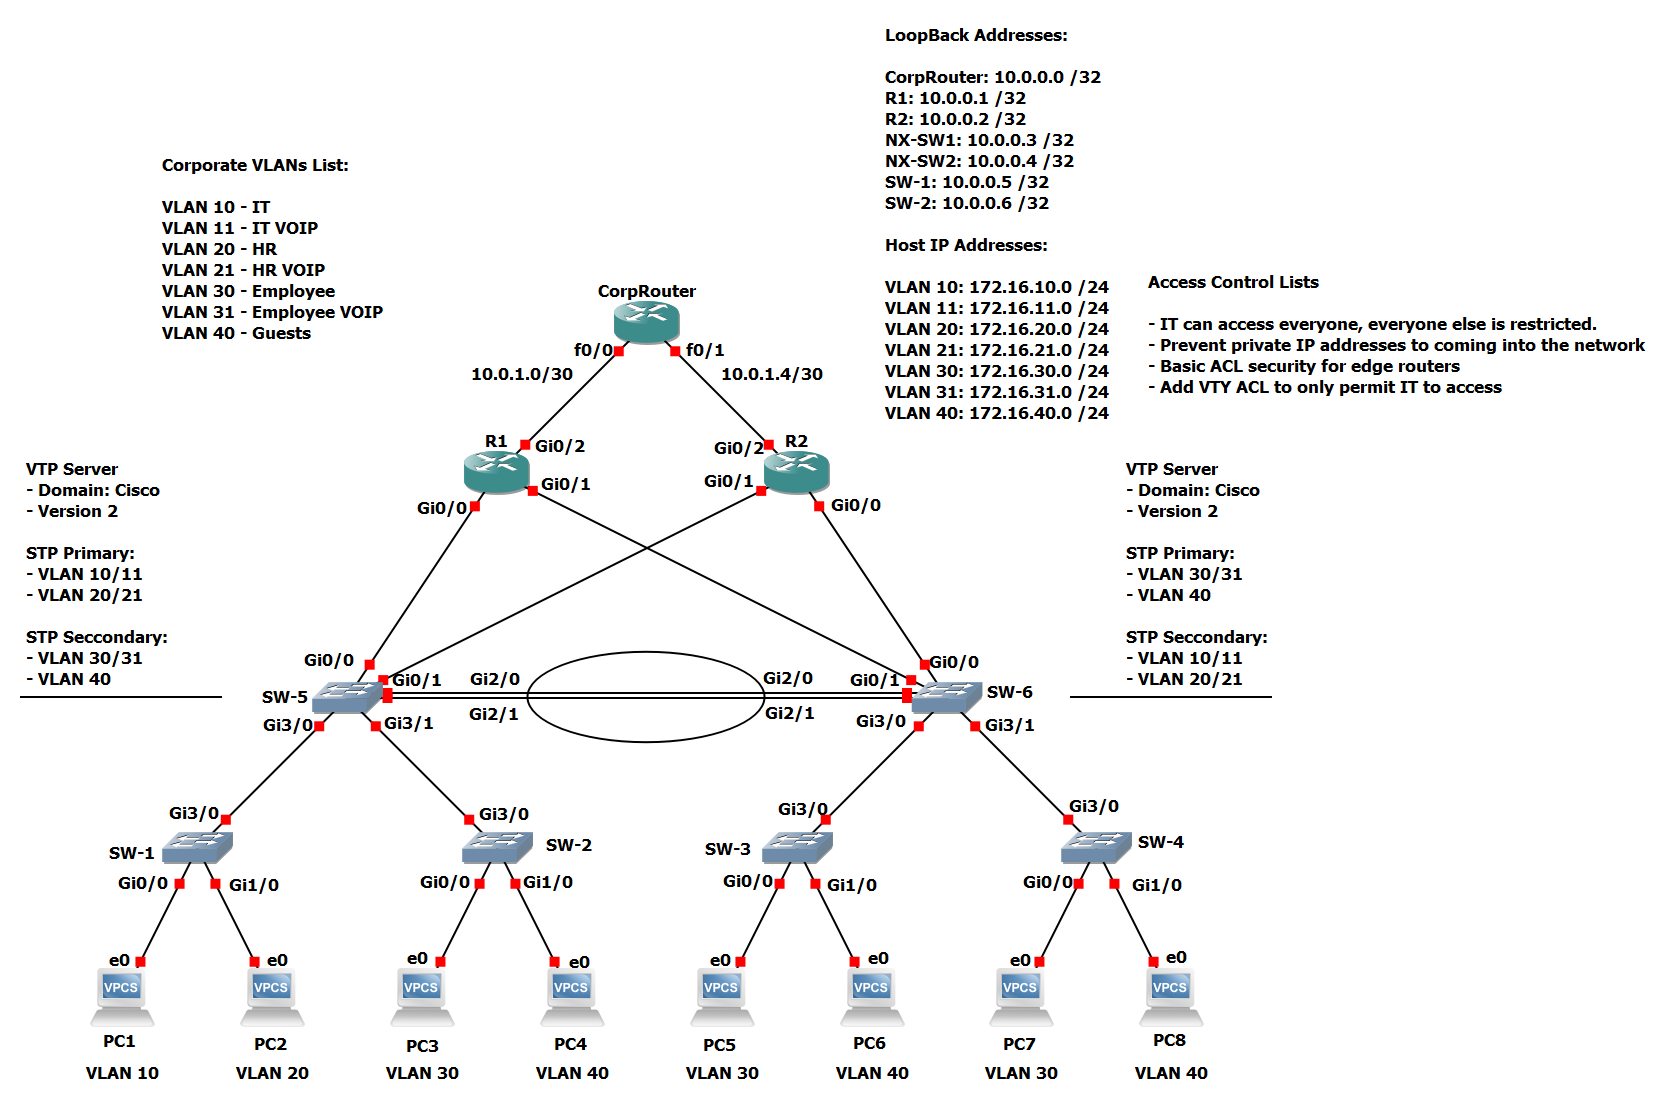 LoopBack Addresses:
CorpRouter: 10.0.0.0 /32
R1: 10.0.0.1 /32
R2: 10.0.0.2 /32
NX-SW1: 10.0.0.3 /32
NX-SW2: 10.0.0.4 /32
SW-1: 10.0.0.5 /32
SW-2: 10.0.0.6 /32
Corporate VLANs List:
VLAN 10 - IT
VLAN 11 - IT VOIP
VLAN 20 - HR
VLAN 21 - HR VOIP
VLAN 30 - Employee
VLAN 31 - Employee VOIP
VLAN 40 - Guests
Host IP Addresses:
VLAN 10: 172.16.10.0 /24
VLAN 11: 172.16.11.0 /24
VLAN 20: 172.16.20.0 /24
VLAN 21: 172.16.21.0 /24
VLAN 30: 172.16.30.0 /24
VLAN 31: 172.16.31.0 /24
VLAN 40: 172.16.40.0 /24
Access Control Lists
- IT can access everyone, everyone else is restricted.
- Prevent private IP addresses to coming into the network
- Basic ACL security for edge routers
- Add VTY ACL to only permit IT to access
CorpRouter
f0/0
f0/1
10.0.1.0/30
10.0.1.4/30
R1
Gi0/2
Gi0/2
R2
Gi0/1
Gi0/1
Gi0/0
Gi0/0
VTP Server
- Domain: Cisco
- Version 2
STP Primary:
- VLAN 10/11
- VLAN 20/21
STP Seccondary:
- VLAN 30/31
- VLAN 40
VTP Server
- Domain: Cisco
- Version 2
STP Primary:
- VLAN 30/31
- VLAN 40
STP Seccondary:
- VLAN 10/11
- VLAN 20/21
Gi0/0
Gi0/1
Gi2/0
Gi2/0
Gi0/1
Gi0/0
SW-5
SW-6
Gi2/1
Gi2/1
Gi3/0
Gi3/1
Gi3/0
Gi3/1
Gi3/0
Gi3/0
Gi3/0
Gi3/0
SW-1
SW-2
SW-3
SW-4
Gi0/0
Gi1/0
Gi0/0
Gi1/0
Gi0/0
Gi1/0
Gi0/0
Gi1/0
e0
e0
e0
e0
e0
e0
e0
e0
VPCS
VPCS
VPCS
VPCS
VPCS
VPCS
VPCS
VPCS
PC1
PC2
PC3
PC4
PC5
PC6
PC7
PC8
VLAN 10
VLAN 20
VLAN 30
VLAN 40
VLAN 30
VLAN 40
VLAN 30
VLAN 40